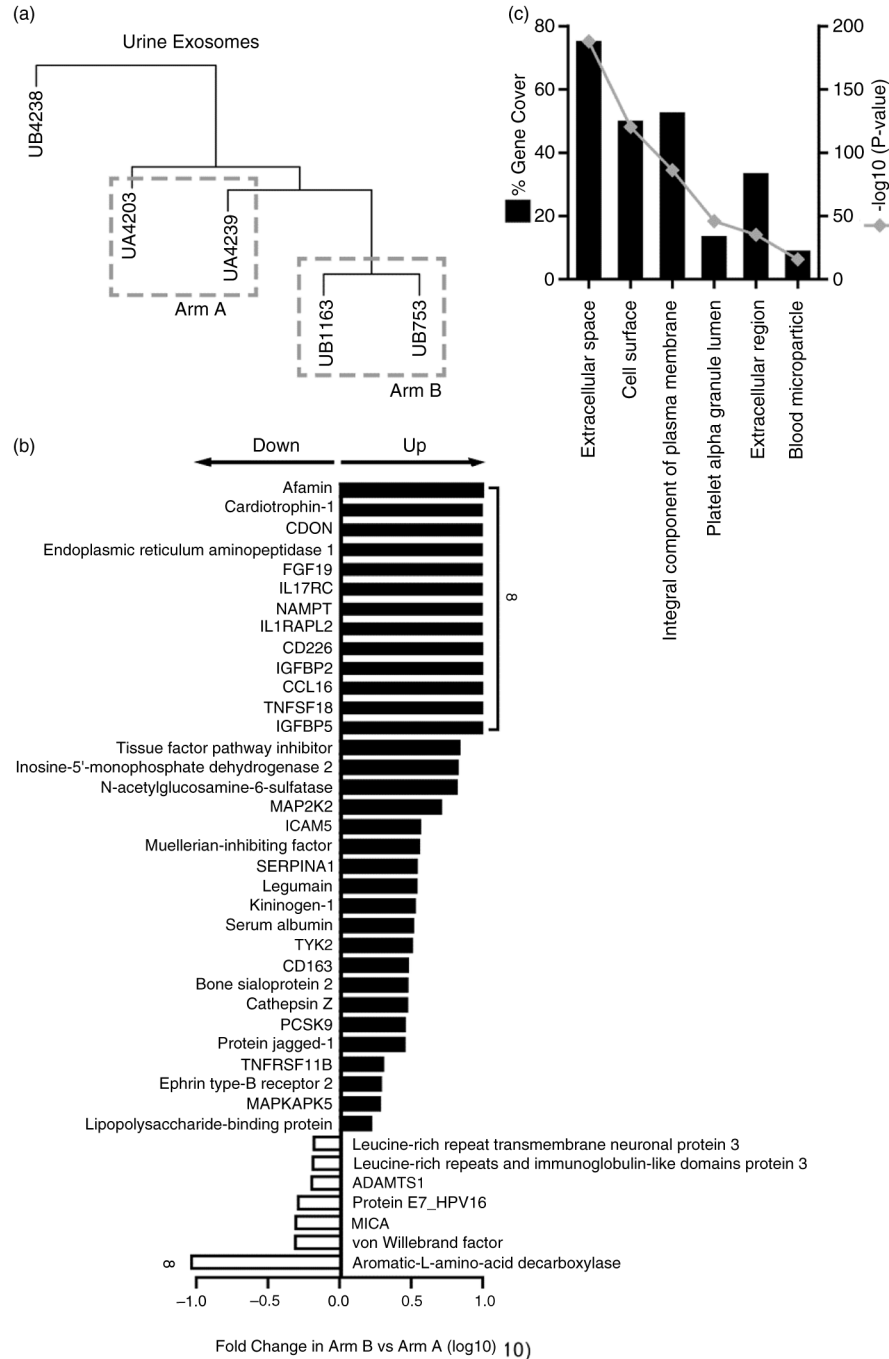 (a)
Urine Exosomes
UB4238
UA4203
UA4239
Arm A
UB1163
UB753
Arm B
(c)
80
60
40
20
0
% Gene Cover
200
150
100
50
0
-log10 (P-value)
Extracellular space
Cell surface
Integral component of plasma membrane
Platelet alpha granule lumen
Extracellular region
Blood microparticle
(b)
Down
Up
Afamin
Cardiotrophin-1
CDON
Endoplasmic reticulum aminopeptidase 1
FGF19
IL17RC
NAMPT
IL1RAPL2
CD226
IGFBP2
CCL16
TNFSF18
IGFBP5
∞
Tissue factor pathway inhibitor
Inosine-5'-monophosphate dehydrogenase 2
N-acetylglucosamine-6-sulfatase
MAP2K2
ICAM5
Muellerian-inhibiting factor
SERPINA1
Legumain
Kininogen-1
Serum albumin
TYK2
CD163
Bone sialoprotein 2
Cathepsin Z
PCSK9
Protein jagged-1
TNFRSF11B
Ephrin type-B receptor 2
MAPKAPK5
Lipopolysaccharide-binding protein
Leucine-rich repeat transmembrane neuronal protein 3
Leucine-rich repeats and immunoglobulin-like domains protein 3
ADAMTS1
Protein E7_HPV16
MICA
von Willebrand factor
∞ Aromatic-L-amino-acid decarboxylase
−1.0 −0.5 0.0 0.5 1.0
Fold Change in Arm B vs Arm A (log10) 10)